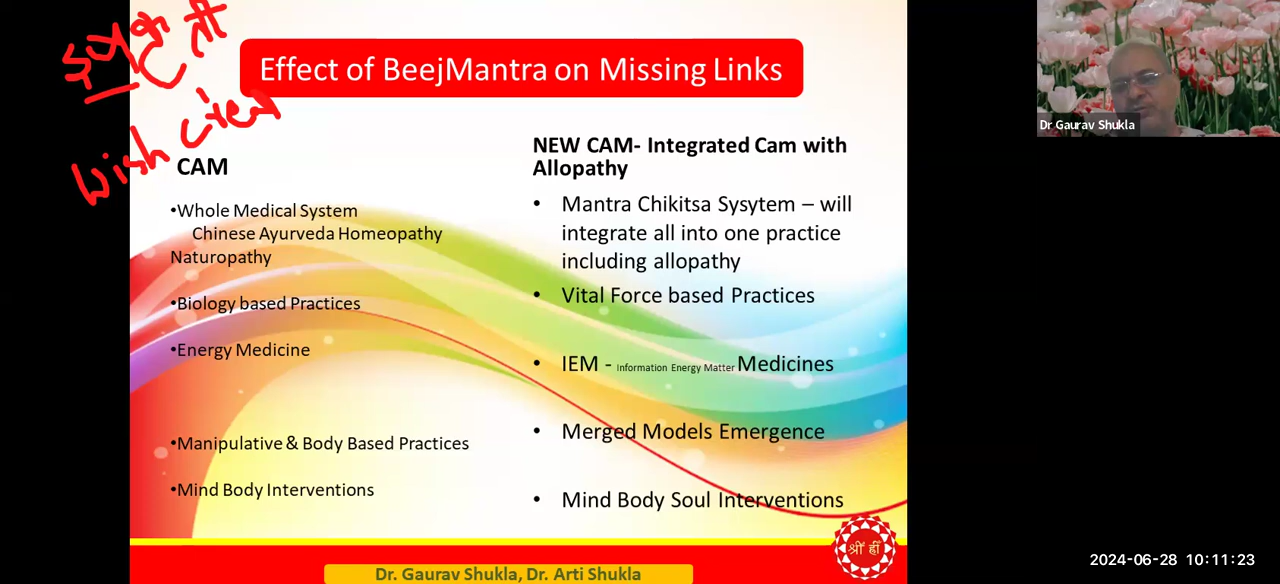 Effect of BeejMantra on Missing Links
CAM
•Whole Medical System
Chinese Ayurveda Homeopathy
Naturopathy
•Biology based Practices
•Energy Medicine
•Manipulative & Body Based Practices
•Mind Body Interventions
NEW CAM- Integrated Cam with
Allopathy
• Mantra Chikitsa Sysytem – will
integrate all into one practice
including allopathy
• Vital Force based Practices
• IEM - Information Energy Matter Medicines
• Merged Models Emergence
• Mind Body Soul Interventions
Dr. Gaurav Shukla, Dr. Arti Shukla
श्रीं ह्रीं
Dr Gaurav Shukla
2024-06-28 10:11:23